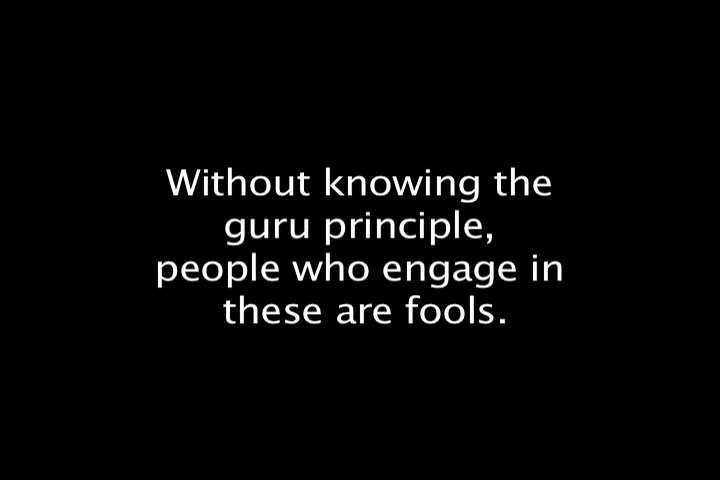 Without knowing the
guru principle,
people who engage in
these are fools.